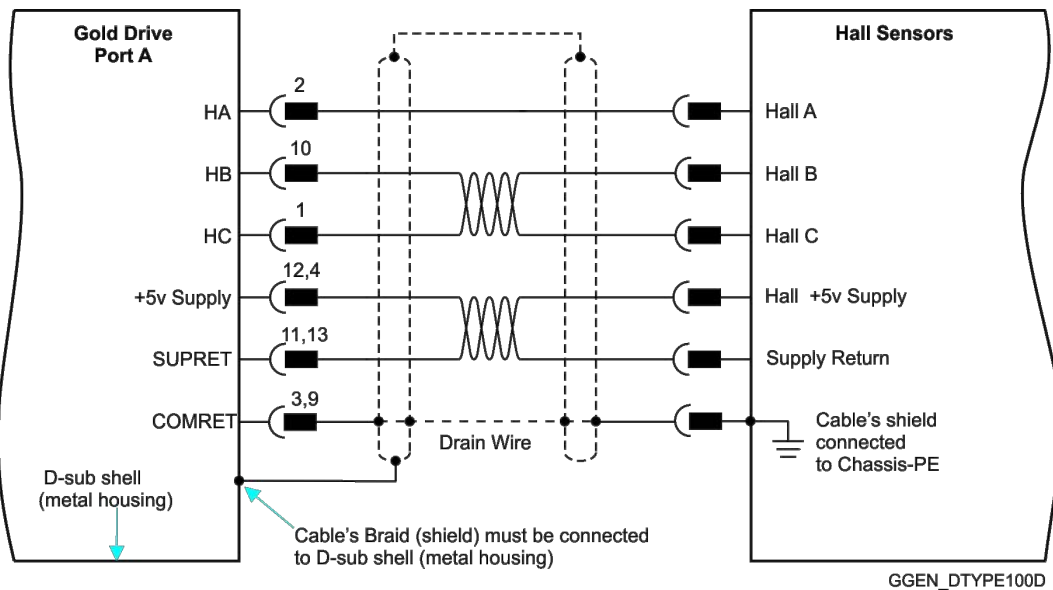 Gold Drive
Port A
Hall Sensors
2
HA
Hall A
10
HB
Hall B
1
HC
Hall C
12,4
+5v Supply
Hall +5v Supply
11,13
SUPRET
Supply Return
3,9
COMRET
Drain Wire
Cable's shield
connected
to Chassis-PE
D-sub shell
(metal housing)
Cable's Braid (shield) must be connected
to D-sub shell (metal housing)
GGEN_DTYPE100D